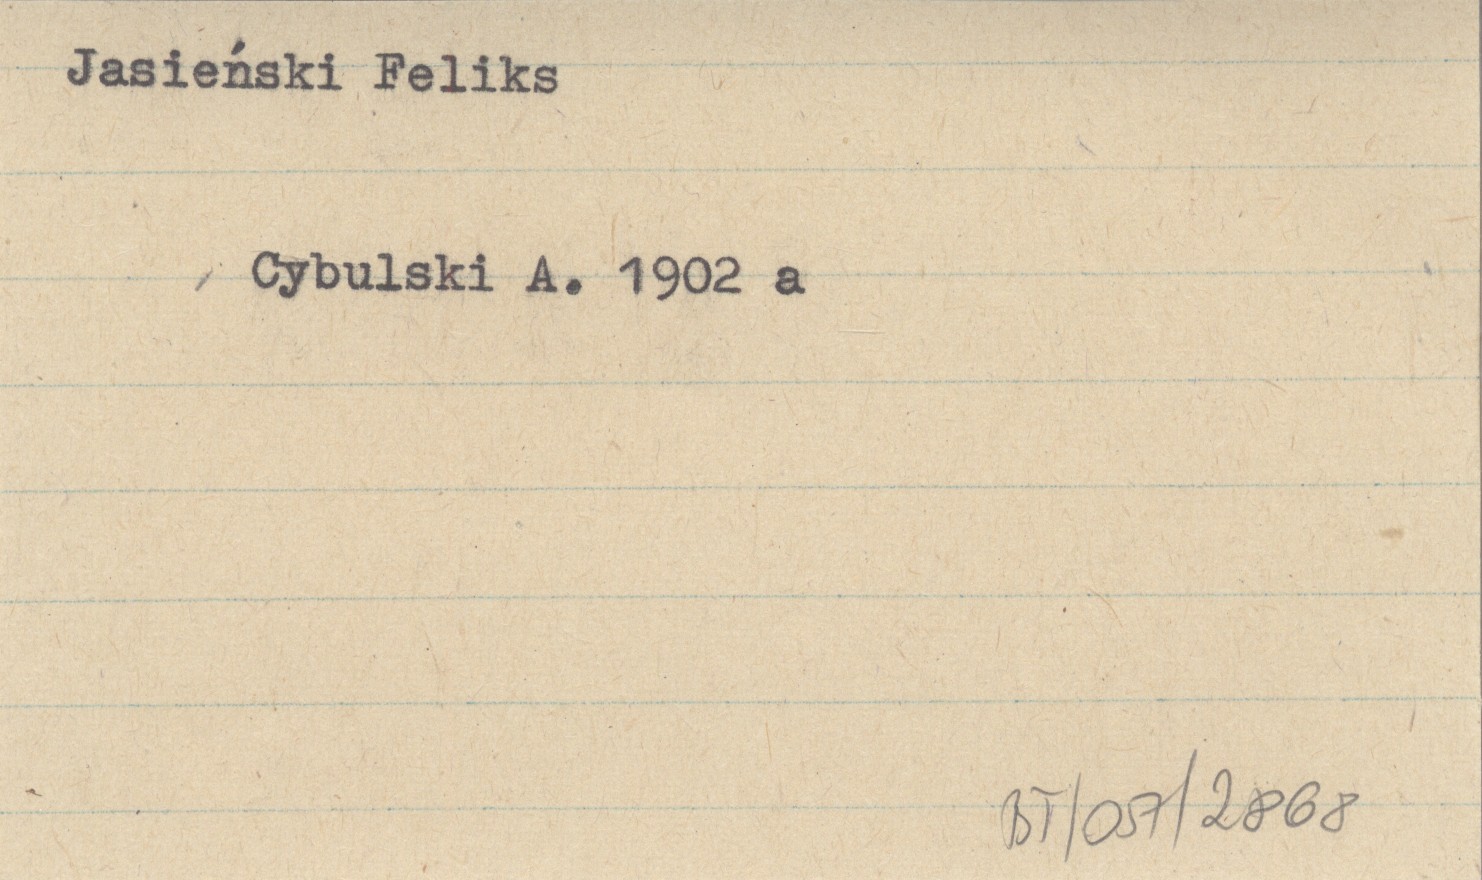 Jasieński Feliks
Cybulski A. 1902 a
BT/057/2868